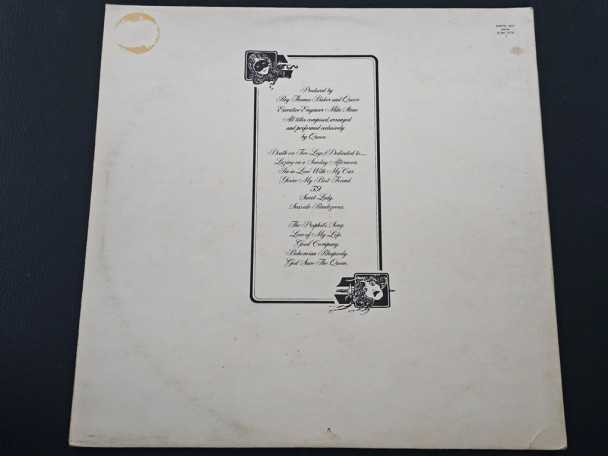 Produced by
Roy Thomas Baker and Queen
Executive Engineer Mike Stone
All titles composed, arranged
and performed exclusively
by Queen
Death on Two Legs (Dedicated to....
Lazing on a Sunday Afternoon
I'm in Love With My Car
You're My Best Friend
'39
Sweet Lady
Seaside Rendezvous.
The Prophet's Song
Love of My Life
Good Company
Bohemian Rhapsody
God Save The Queen.